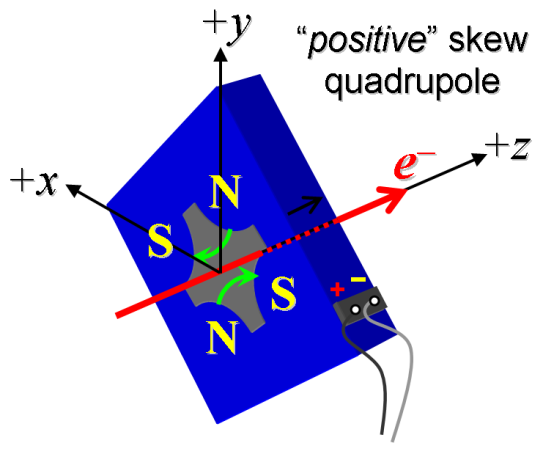 +y
“positive” skew
quadrupole
+x
e⁻
+z
N
S
S
N
+ −